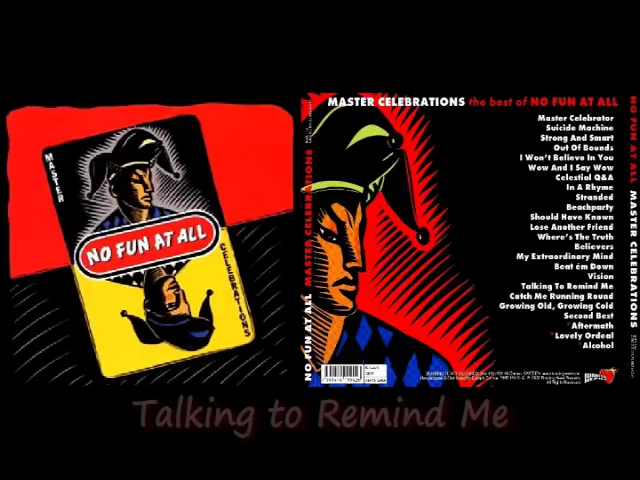 MASTER
NO FUN AT ALL
CELEBRATIONS
NO FUN AT ALL MASTER CELEBRATIONS
MASTER CELEBRATIONS the best of NO FUN AT ALL
Master Celebrator
Suicide Machine
Strong And Smart
Out Of Bounds
I Won't Believe In You
Wow And I Say Wow
Celestial Q&A
In A Rhyme
Stranded
Beachparty
Should Have Known
Lose Another Friend
Where's The Truth
Believers
My Extraordinary Mind
Beat ém Down
Vision
Talking To Remind Me
Catch Me Running Round
Growing Old, Growing Cold
Second Best
*Aftermath
*Lovely Ordeal
*Alcohol
NO FUN AT ALL MASTER CELEBRATIONS
Talking to Remind Me